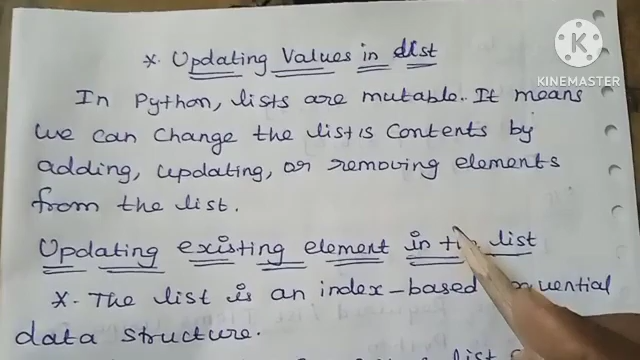 * Updating Values in list
KINEMASTER
In Python, lists are mutable. It means
we can change the list's contents by
adding, updating, or removing elements
from the list.
Updating existing element in the list
* The list is an index-based
data structure.
list